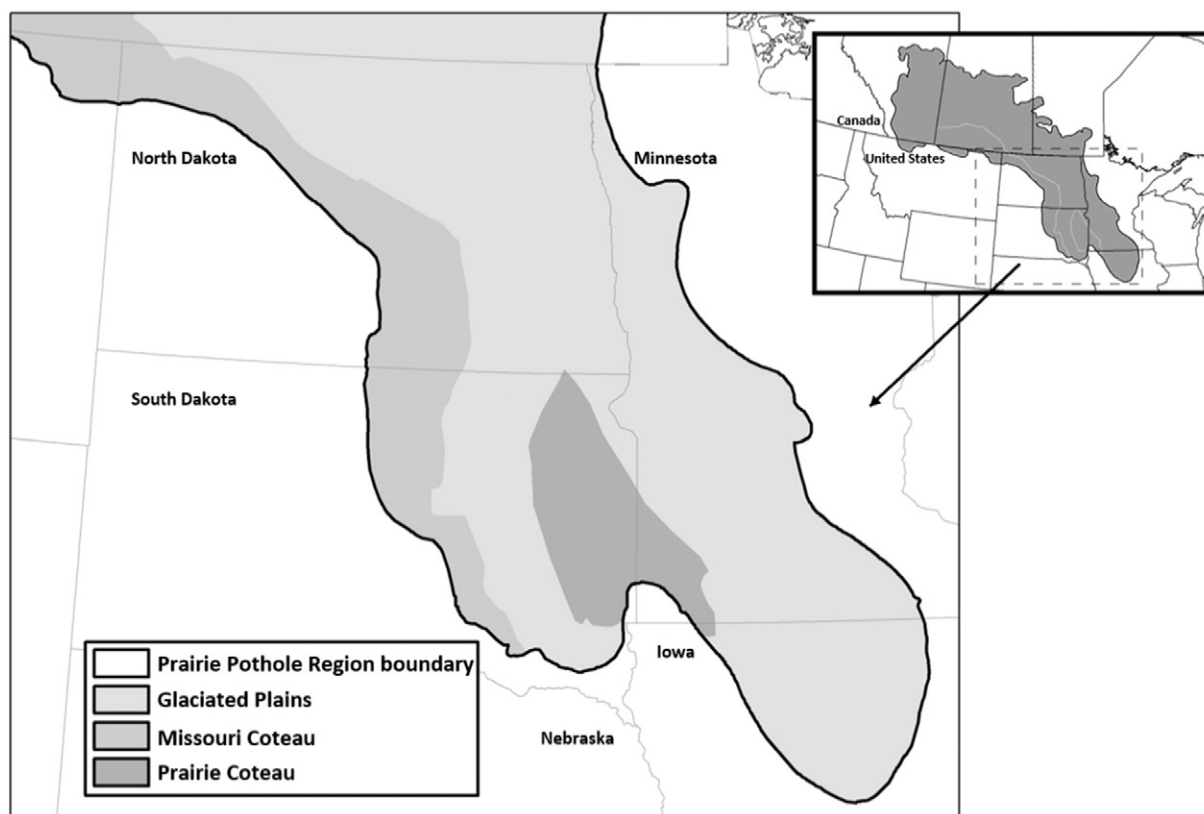 Canada
United States
North Dakota
Minnesota
South Dakota
Iowa
Nebraska
Prairie Pothole Region boundary
Glaciated Plains
Missouri Coteau
Prairie Coteau